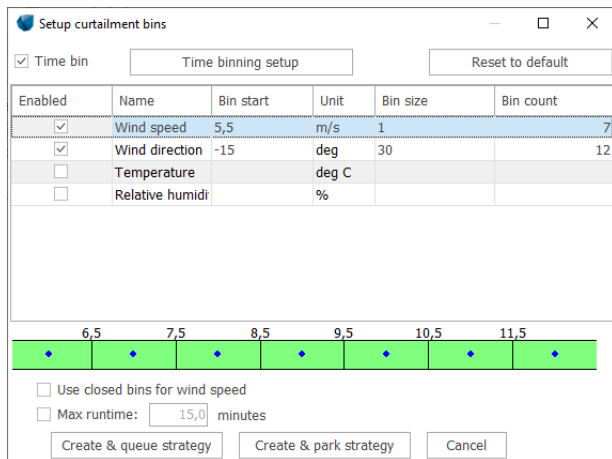 Setup curtailment bins
Time bin Time binning setup Reset to default
Enabled Name Bin start Unit Bin size Bin count
Wind speed 5,5 m/s 1 7
Wind direction -15 deg 30 12
Temperature deg C
Relative humidi %
6,5 7,5 8,5 9,5 10,5 11,5
Use closed bins for wind speed
Max runtime: 15,0 minutes
Create & queue strategy Create & park strategy Cancel